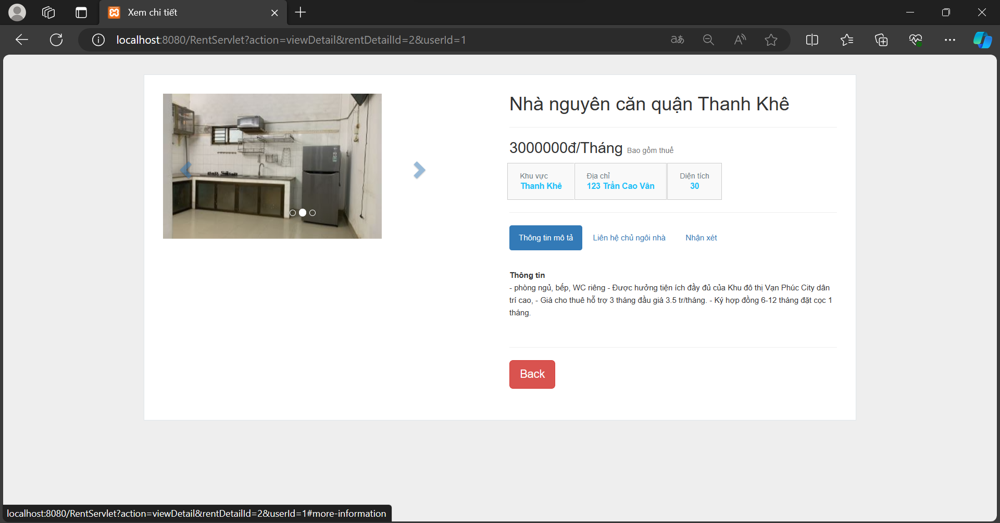 Xem chi tiết
localhost:8080/RentServlet?action=viewDetail&rentDetailId=2&userId=1
Nhà nguyên căn quận Thanh Khê
3000000đ/Tháng Bao gồm thuế
Khu vực
Thanh Khê
Địa chỉ
123 Trần Cao Vân
Diện tích
30
Thông tin mô tả
Liên hệ chủ ngôi nhà
Nhận xét
Thông tin
- phòng ngủ, bếp, WC riêng - Được hưởng tiện ích đầy đủ của Khu đô thị Vạn Phúc City dân
trí cao, - Giá cho thuê hỗ trợ 3 tháng đầu giá 3.5 tr/tháng. - Ký hợp đồng 6-12 tháng đặt cọc 1
tháng.
Back
localhost:8080/RentServlet?action=viewDetail&rentDetailId=2&userId=1#more-information